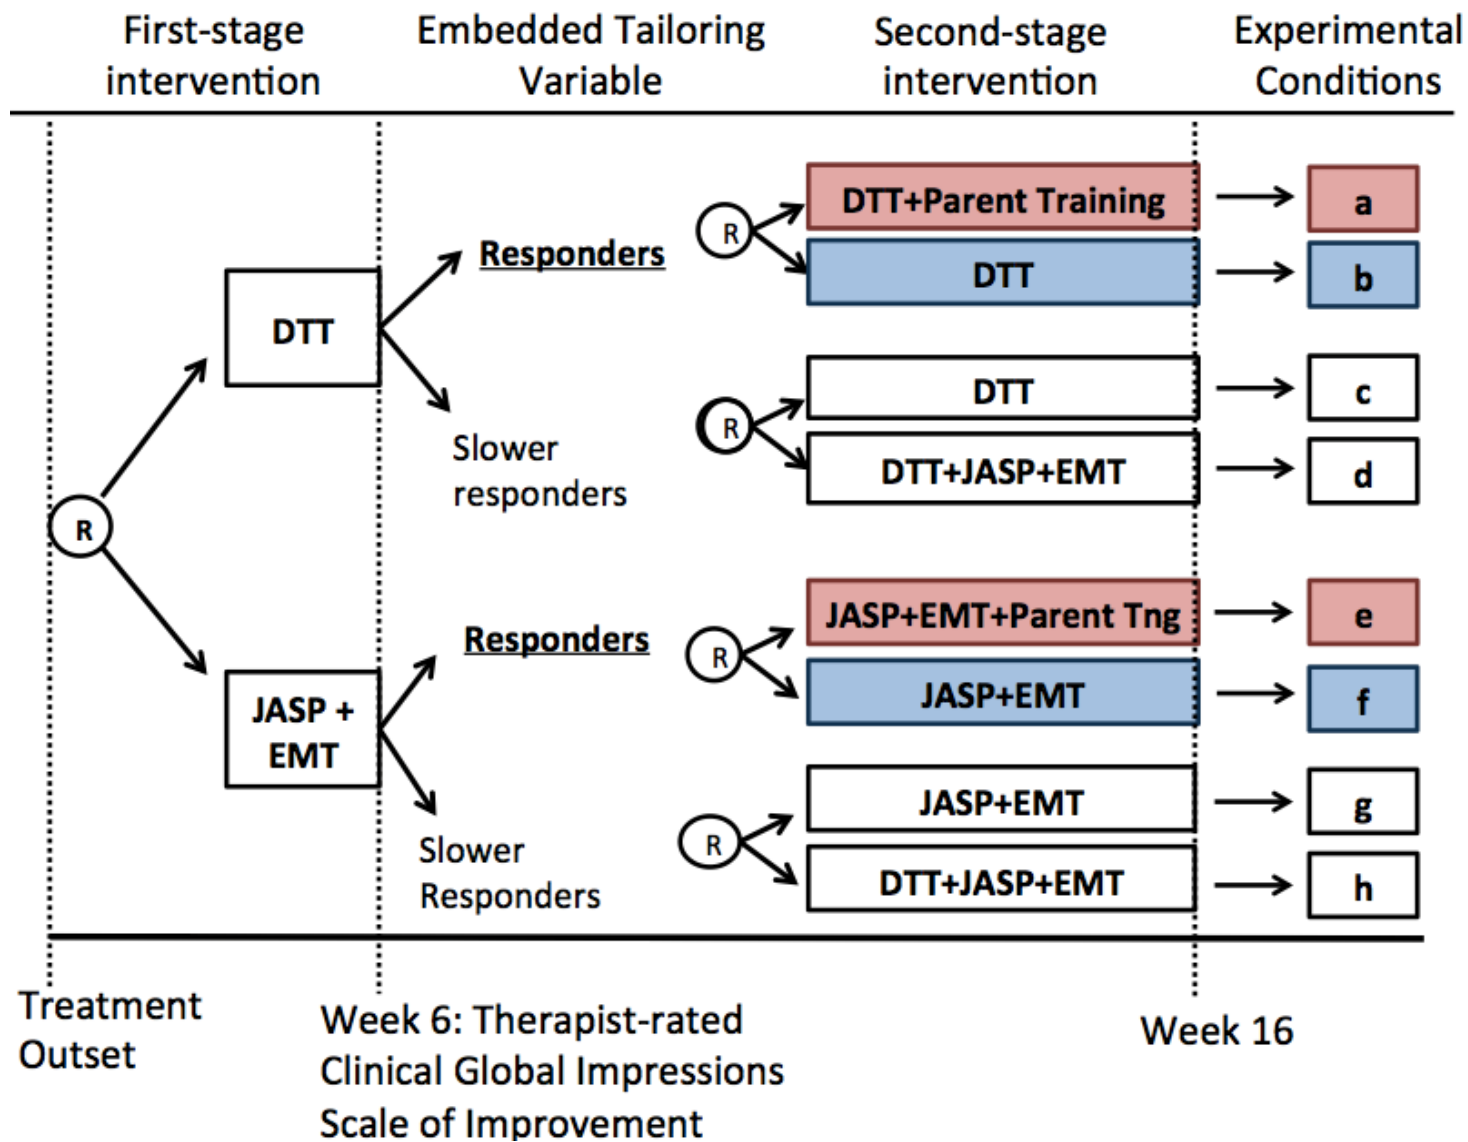 First-stage intervention
Embedded Tailoring Variable
Second-stage intervention
Experimental Conditions
R
DTT
Responders
Slower
responders
R
DTT+Parent Training
a
DTT
b
R
DTT
c
DTT+JASP+EMT
d
JASP +
EMT
Responders
Slower
Responders
R
JASP+EMT+Parent Tng
e
JASP+EMT
f
R
JASP+EMT
g
DTT+JASP+EMT
h
Treatment
Outset
Week 6: Therapist-rated
Clinical Global Impressions
Scale of Improvement
Week 16